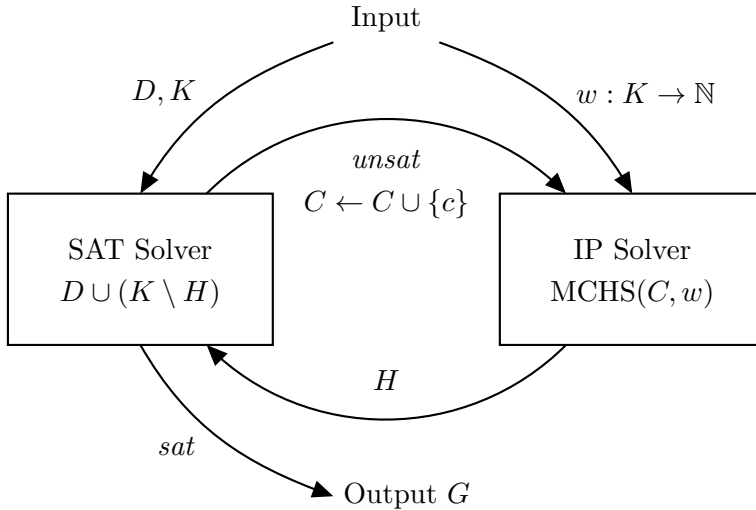 Input
D, K
w : K → ℕ
unsat
C ← C ∪ {c}
SAT Solver
D ∪ (K \ H)
IP Solver
MCHS(C, w)
H
sat
Output G